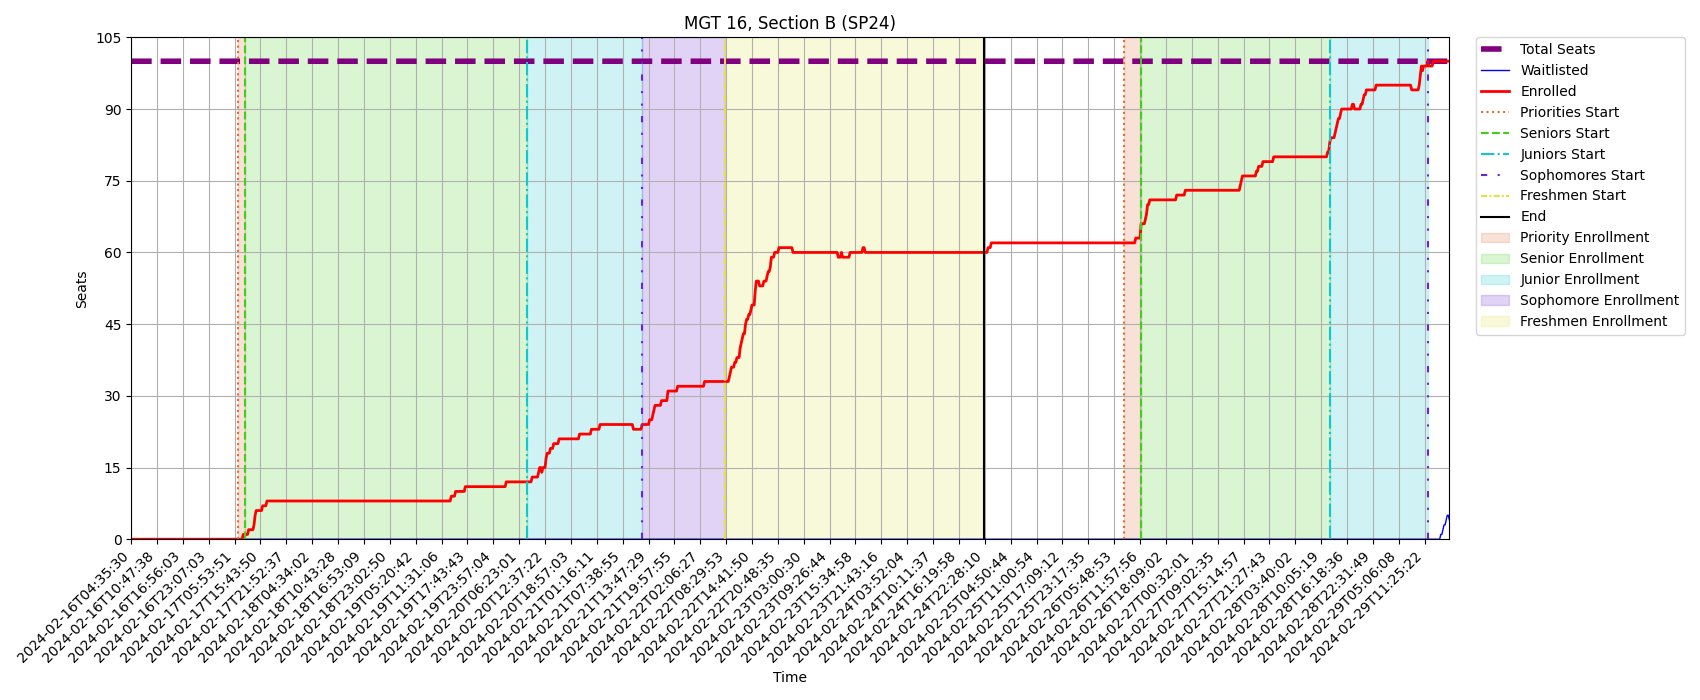 MGT 16, Section B (SP24)
105
90
75
60
45
30
15
0
Seats
2024-02-16T04:35:30
2024-02-16T10:47:38
2024-02-16T16:56:03
2024-02-16T23:07:03
2024-02-17T05:53:51
2024-02-17T15:43:50
2024-02-17T21:52:37
2024-02-18T04:34:02
2024-02-18T10:43:28
2024-02-18T16:53:09
2024-02-18T23:02:50
2024-02-19T05:20:42
2024-02-19T11:31:06
2024-02-19T17:43:43
2024-02-19T23:57:04
2024-02-20T06:23:01
2024-02-20T12:37:22
2024-02-20T18:57:03
2024-02-21T01:16:11
2024-02-21T07:38:55
2024-02-21T13:47:29
2024-02-21T19:57:55
2024-02-22T02:06:27
2024-02-22T08:29:53
2024-02-22T14:41:50
2024-02-22T20:48:35
2024-02-23T03:00:30
2024-02-23T09:26:44
2024-02-23T15:34:58
2024-02-23T21:43:16
2024-02-24T03:52:04
2024-02-24T10:11:37
2024-02-24T16:19:58
2024-02-24T22:28:10
2024-02-25T04:50:44
2024-02-25T11:00:54
2024-02-25T17:09:12
2024-02-25T23:17:35
2024-02-26T05:48:53
2024-02-26T11:57:56
2024-02-26T18:09:02
2024-02-27T00:32:01
2024-02-27T09:02:35
2024-02-27T15:14:57
2024-02-27T21:27:43
2024-02-28T03:40:02
2024-02-28T10:05:19
2024-02-28T16:18:36
2024-02-28T22:31:49
2024-02-29T05:06:08
2024-02-29T11:25:22
Time
Total Seats
Waitlisted
Enrolled
Priorities Start
Seniors Start
Juniors Start
Sophomores Start
Freshmen Start
End
Priority Enrollment
Senior Enrollment
Junior Enrollment
Sophomore Enrollment
Freshmen Enrollment